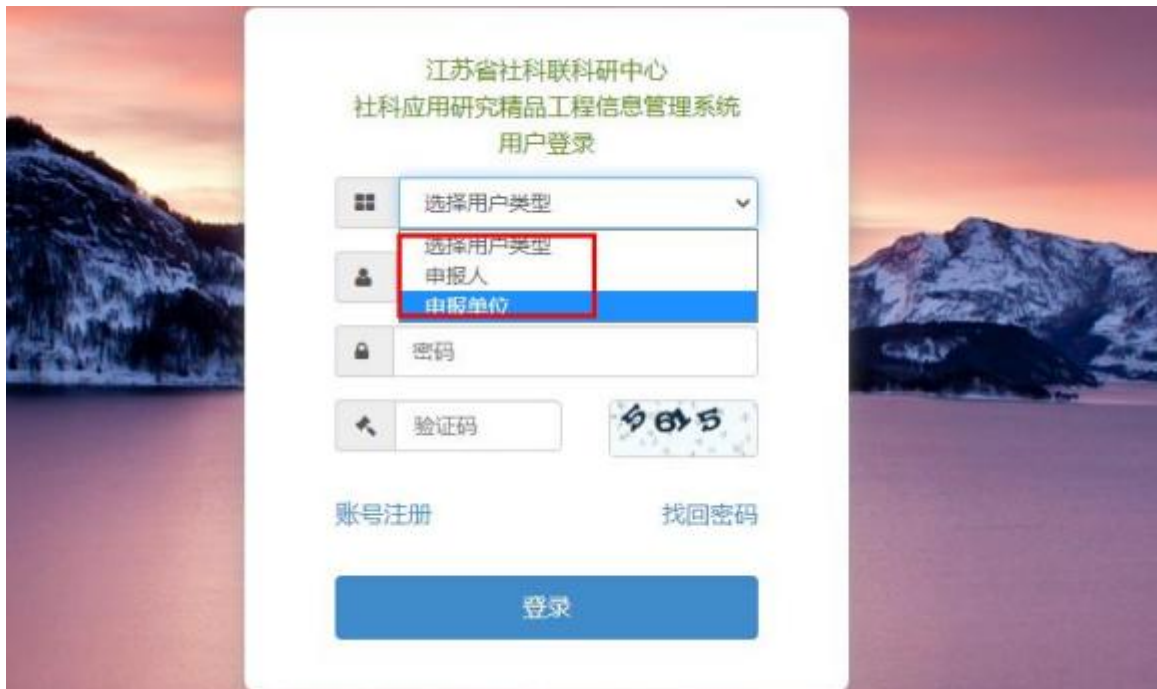 江苏省社科联科研中心
社科应用研究精品工程信息管理系统
用户登录
选择用户类型
选择用户类型
申报人
申报单位
密码
验证码
5615
账号注册
找回密码
登录